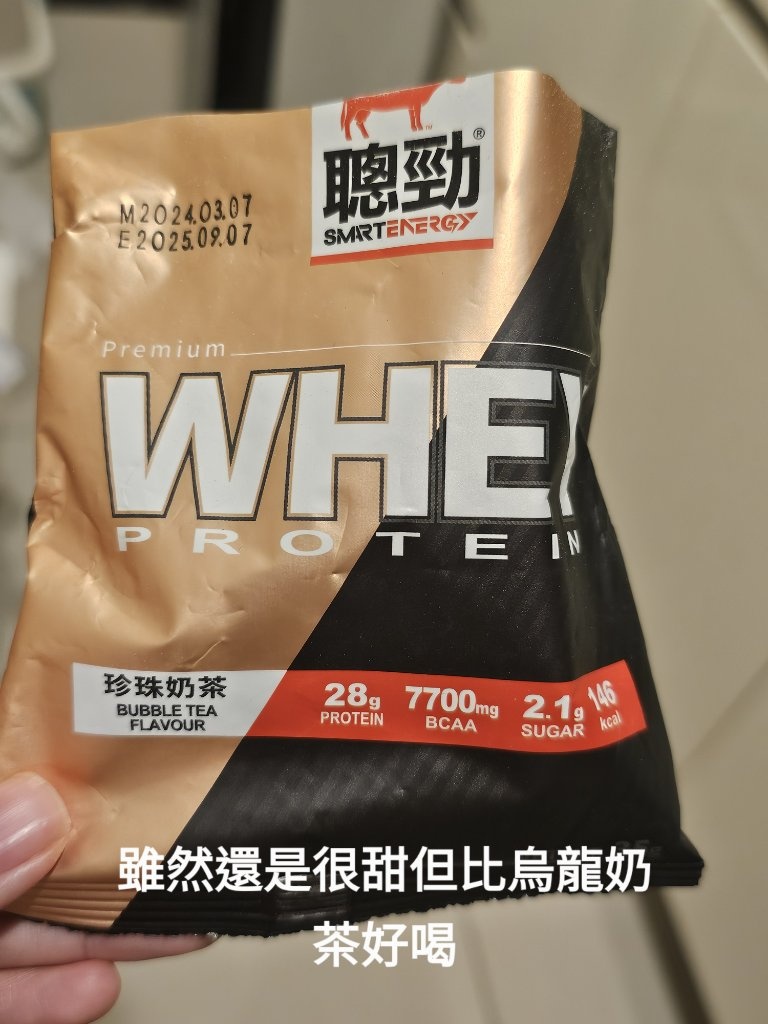 M2024.03.07
E2025.09.07
聰勁®
SMARTENERGY
Premium
WHEY
PROTEIN
珍珠奶茶
BUBBLE TEA
FLAVOUR
28g
PROTEIN
7700mg
BCAA
2.1g
SUGAR
146
kcal
雖然還是很甜但比烏龍奶
茶好喝